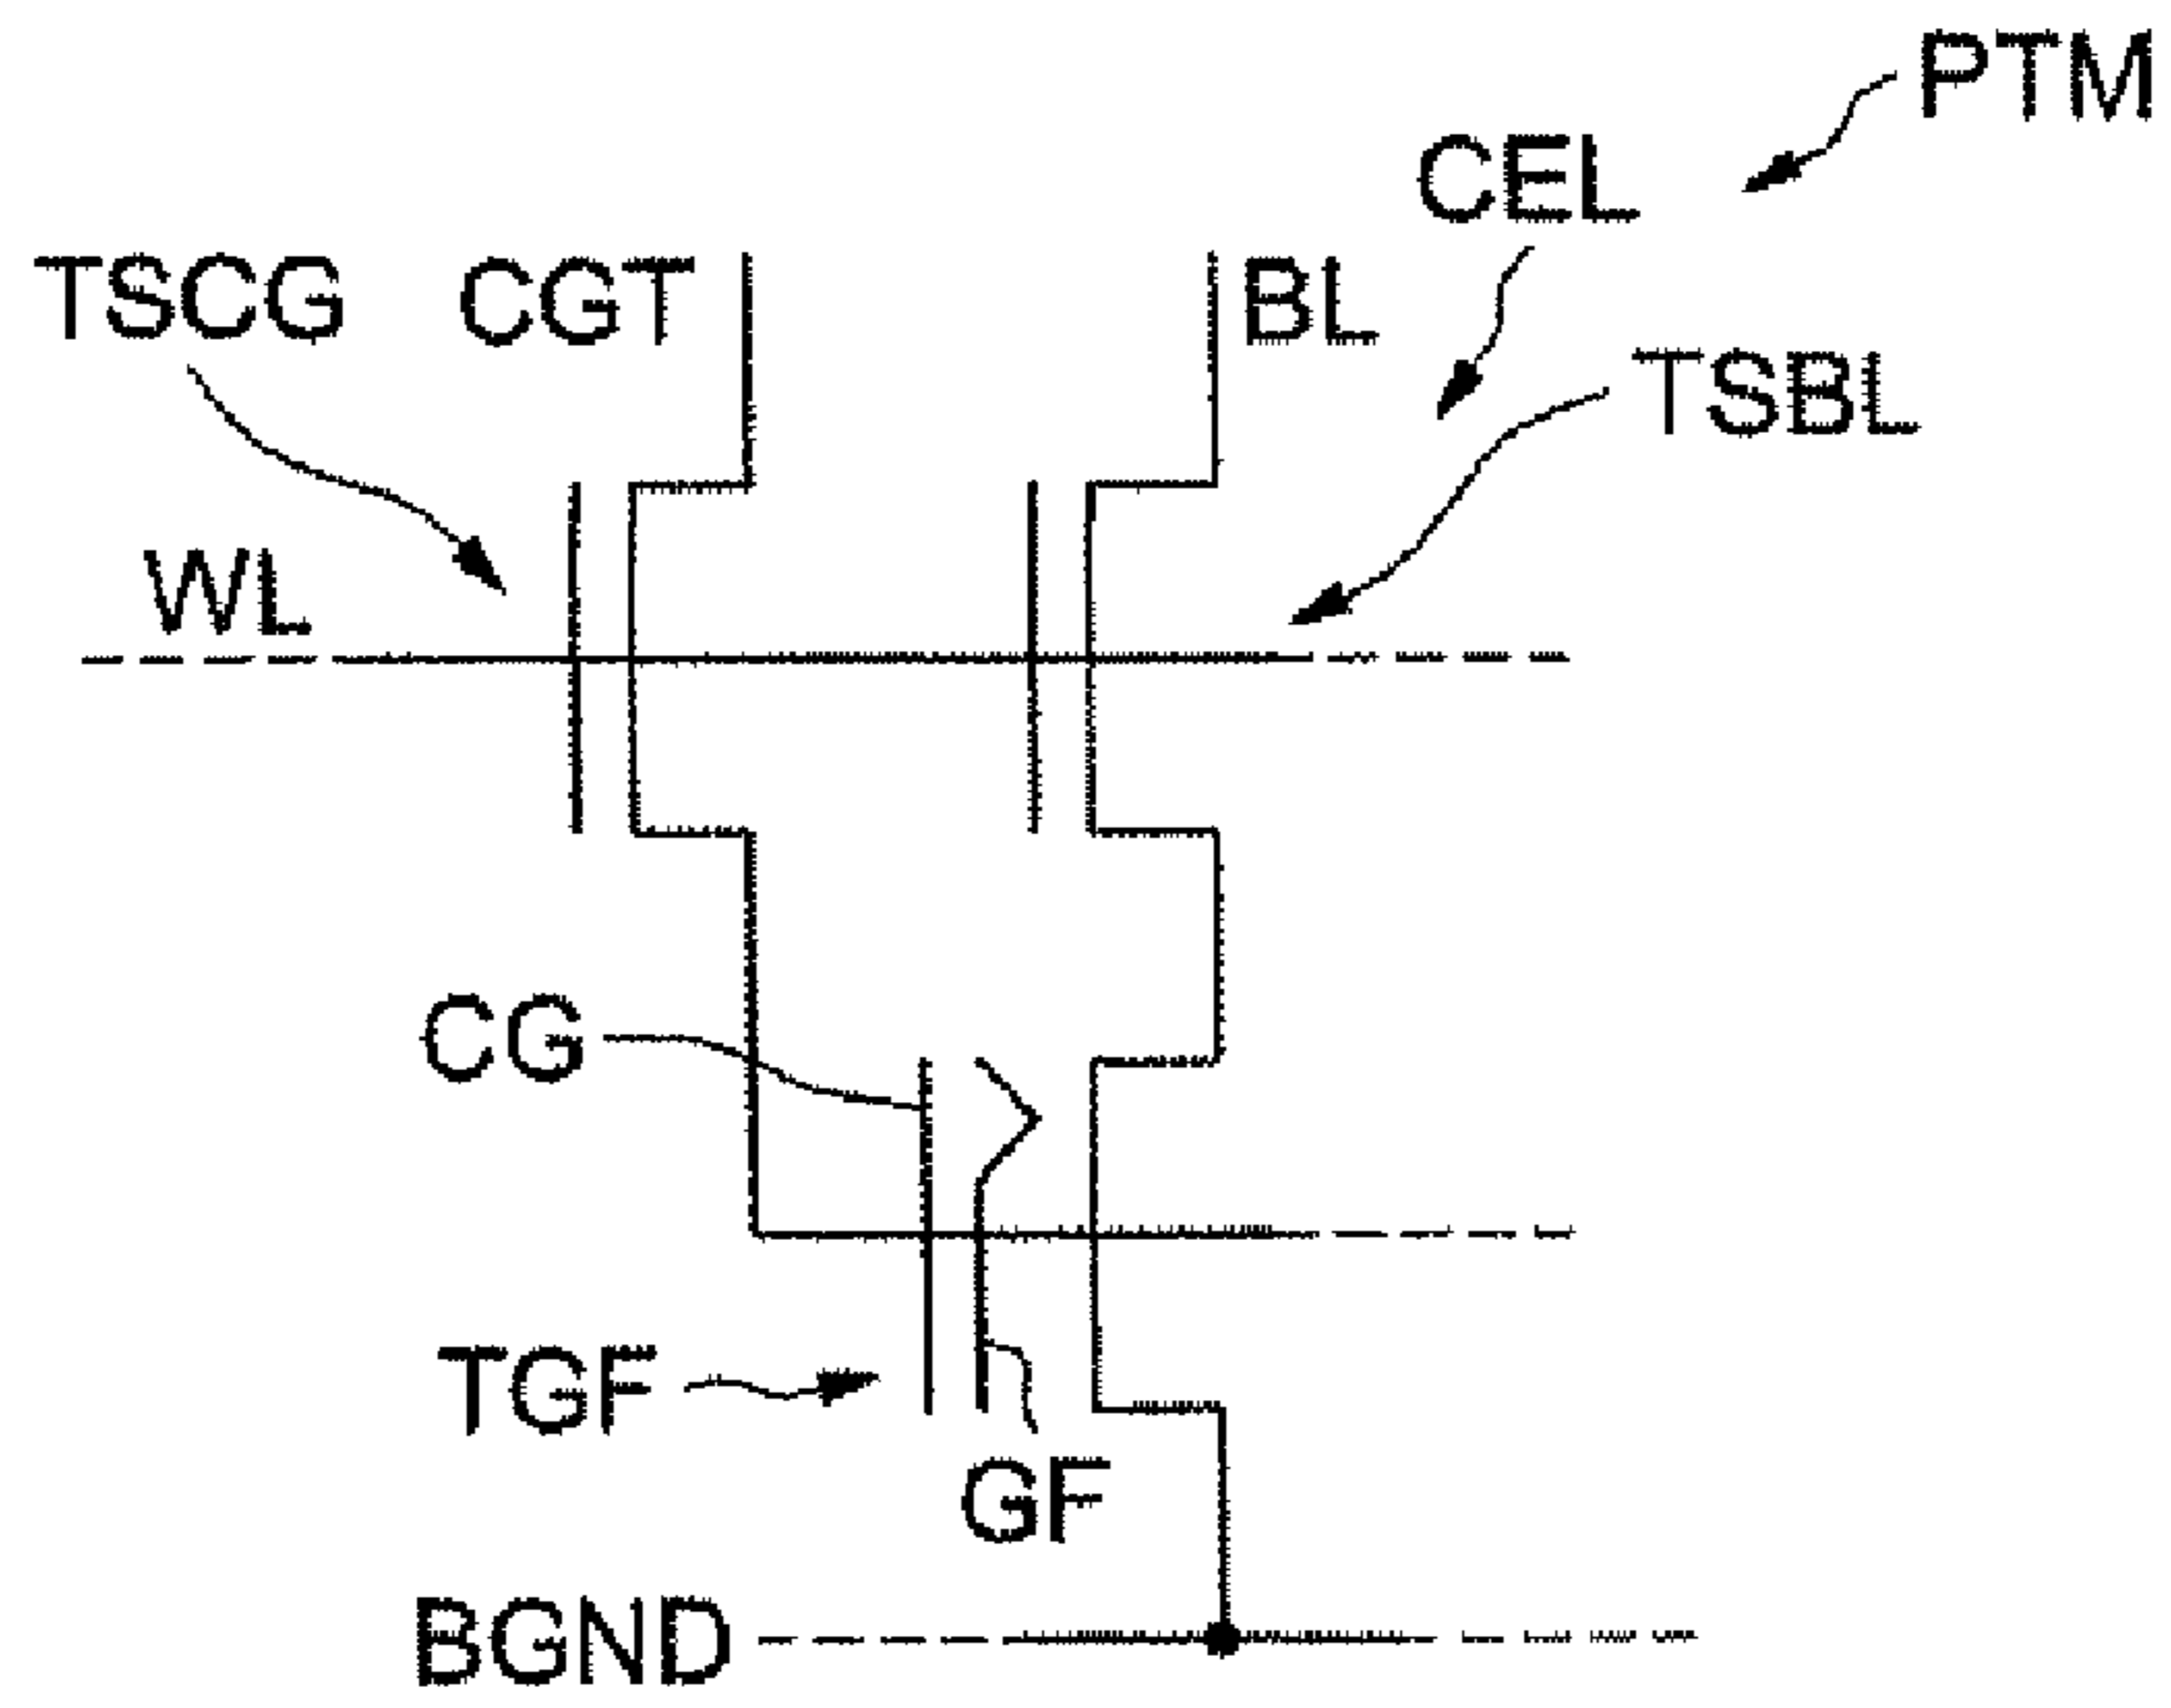 PTM
CEL
TSCG
CGT
BL
TSBL
WL
CG
TGF
GF
BGND